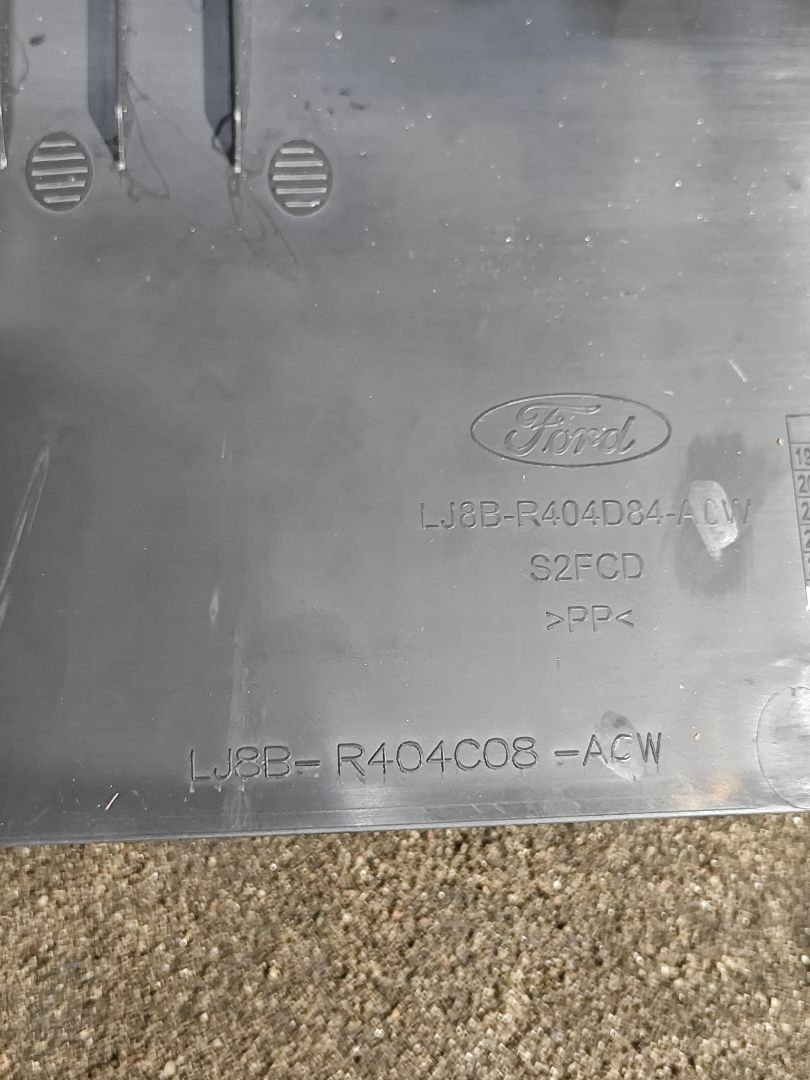 Ford
LJ8B-R404D84-ACW
S2FCD
>PP<
LJ8B-R404C08-ACW